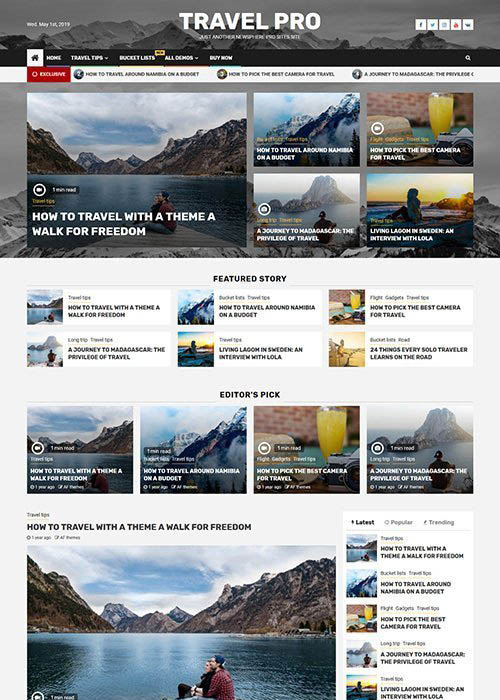 Wed. May 1st, 2019
TRAVEL PRO
JUST ANOTHER NEWSPHERE PRO SITES SITE
HOME
TRAVEL TIPS
BUCKET LISTS
NEW
ALL DEMOS
BUY NOW
EXCLUSIVE
HOW TO TRAVEL AROUND NAMIBIA ON A BUDGET
HOW TO PICK THE BEST CAMERA FOR TRAVEL
A JOURNEY TO MADAGASCAR: THE PRIVILEGE
1 min read
Travel tips
HOW TO TRAVEL WITH A THEME A
WALK FOR FREEDOM
Bucket lists Travel tips
HOW TO TRAVEL AROUND NAMIBIA
ON A BUDGET
Flight Gadgets Travel tips
HOW TO PICK THE BEST CAMERA
FOR TRAVEL
Long trip Travel tips
A JOURNEY TO MADAGASCAR: THE
PRIVILEGE OF TRAVEL
Travel tips
LIVING LAGOM IN SWEDEN: AN
INTERVIEW WITH LOLA
FEATURED STORY
Travel tips
HOW TO TRAVEL WITH A THEME A
WALK FOR FREEDOM
Bucket lists Travel tips
HOW TO TRAVEL AROUND NAMIBIA
ON A BUDGET
Flight Gadgets Travel tips
HOW TO PICK THE BEST CAMERA
FOR TRAVEL
Long trip Travel tips
A JOURNEY TO MADAGASCAR: THE
PRIVILEGE OF TRAVEL
Travel tips
LIVING LAGOM IN SWEDEN: AN
INTERVIEW WITH LOLA
Bucket lists Road
24 THINGS EVERY SOLO TRAVELER
LEARNS ON THE ROAD
EDITOR'S PICK
1 min read
Travel tips
HOW TO TRAVEL WITH A THEME A
WALK FOR FREEDOM
1 year ago AF themes
1 min read
Bucket lists Travel tips
HOW TO TRAVEL AROUND NAMIBIA
ON A BUDGET
1 year ago AF themes
1 min read
Flight Gadgets Travel tips
HOW TO PICK THE BEST CAMERA
FOR TRAVEL
1 year ago AF themes
1 min read
Long trip Travel tips
A JOURNEY TO MADAGASCAR: THE
PRIVILEGE OF TRAVEL
1 year ago AF themes
Travel tips
HOW TO TRAVEL WITH A THEME A WALK FOR FREEDOM
1 year ago AF themes
1 min read
Latest
Popular
Trending
Travel tips
HOW TO TRAVEL WITH A
THEME A WALK FOR FREEDOM
Bucket lists Travel tips
HOW TO TRAVEL AROUND
NAMIBIA ON A BUDGET
Flight Gadgets Travel tips
HOW TO PICK THE BEST
CAMERA FOR TRAVEL
Long trip Travel tips
A JOURNEY TO MADAGASCAR:
THE PRIVILEGE OF TRAVEL
Travel tips
LIVING LAGOM IN SWEDEN:
AN INTERVIEW WITH LOLA